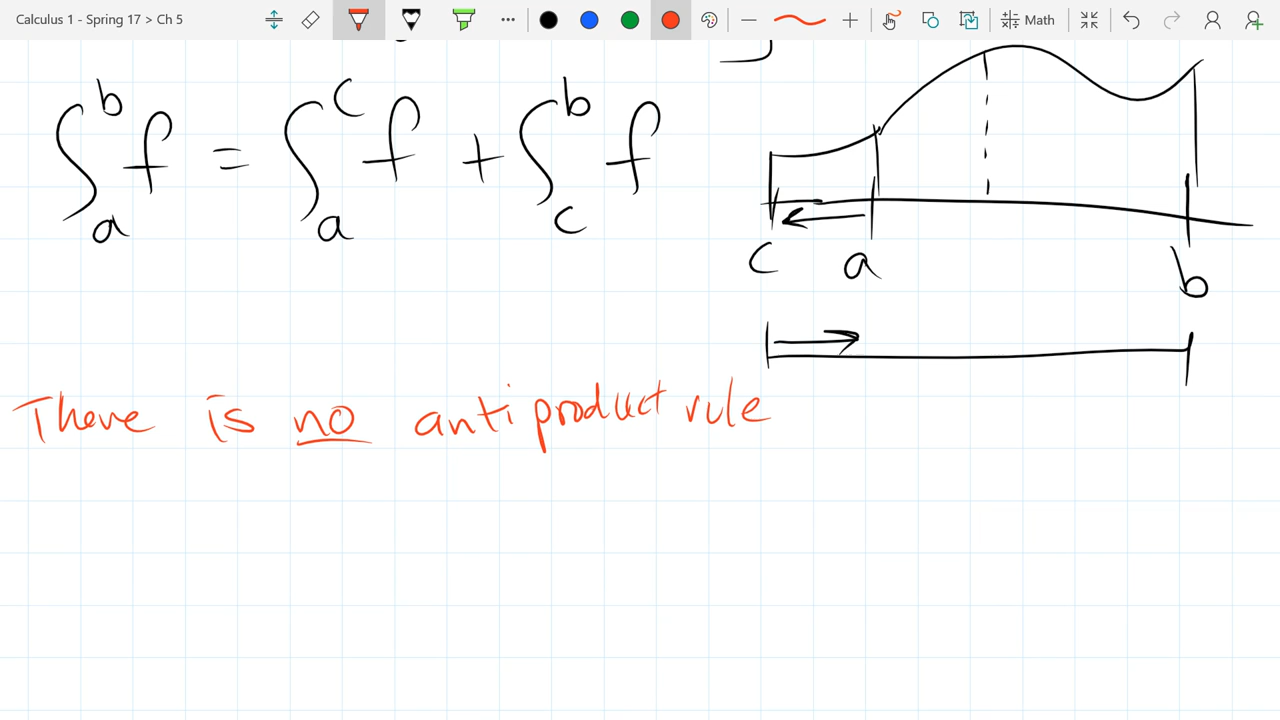 Calculus 1 - Spring 17 > Ch 5
Math
∫_a^b f = ∫_a^c f + ∫_c^b f
c a b
There is no antiproduct rule